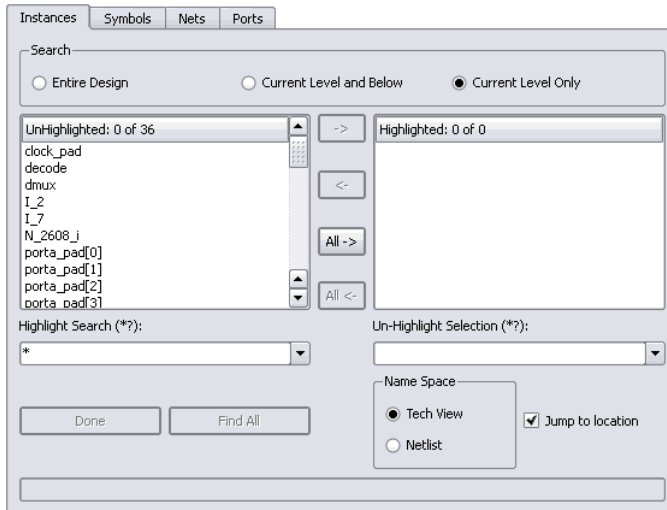 Instances Symbols Nets Ports
Search
Entire Design Current Level and Below Current Level Only
UnHighlighted: 0 of 36
clock_pad
decode
dmux
I_2
I_7
N_2608_i
porta_pad[0]
porta_pad[1]
porta_pad[2]
porta_pad[3]
->
<-
All ->
All <-
Highlighted: 0 of 0
Highlight Search (*?):
*
Un-Highlight Selection (*?):
Done Find All
Name Space
Tech View
Netlist
Jump to location